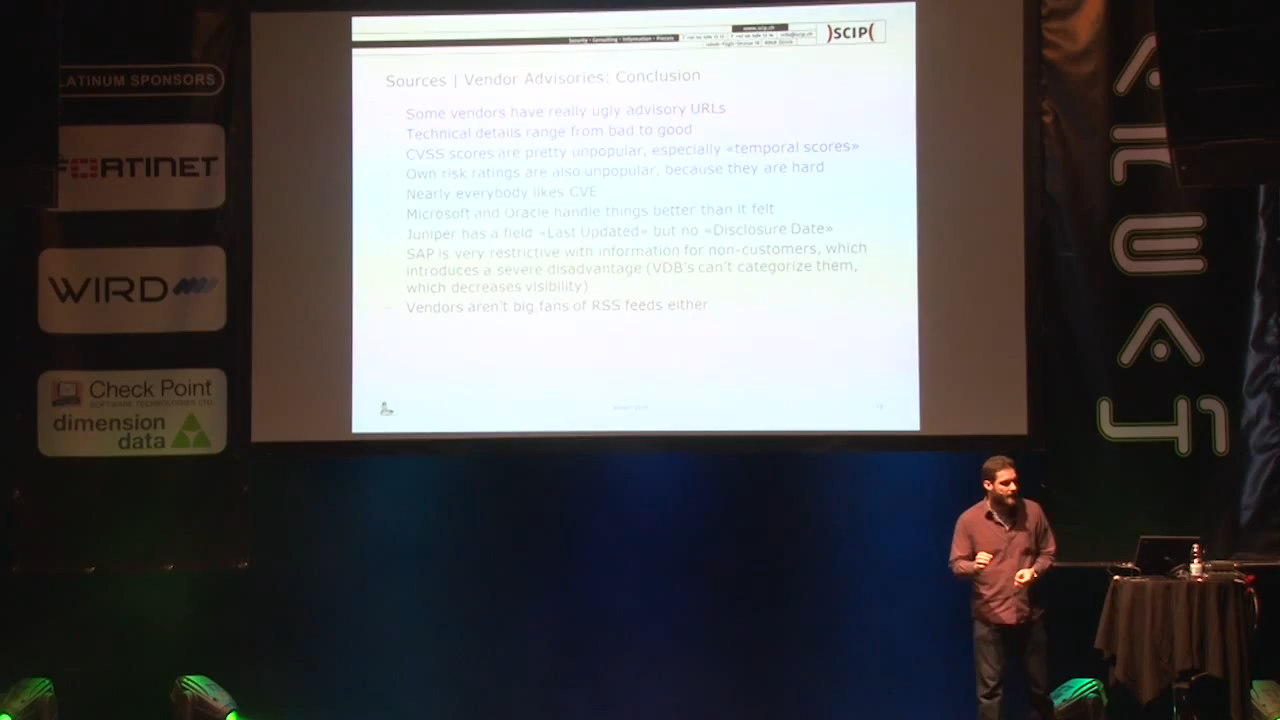 www.scip.ch
)SCIP(
Sources | Vendor Advisories: Conclusion
Some vendors have really ugly advisory URLs
Technical details range from bad to good
CVSS scores are pretty unpopular, especially «temporal scores»
Own risk ratings are also unpopular, because they are hard
Nearly everybody likes CVE
Microsoft and Oracle handle things better than it felt
Juniper has a field «Last Updated» but no «Disclosure Date»
SAP is very restrictive with information for non-customers, which
introduces a severe disadvantage (VDB's can't categorize them,
which decreases visibility)
Vendors aren't big fans of RSS feeds either
LATINUM SPONSORS
FORTINET
WIRD
Check Point
SOFTWARE TECHNOLOGIES LTD.
dimension
data
AREA41